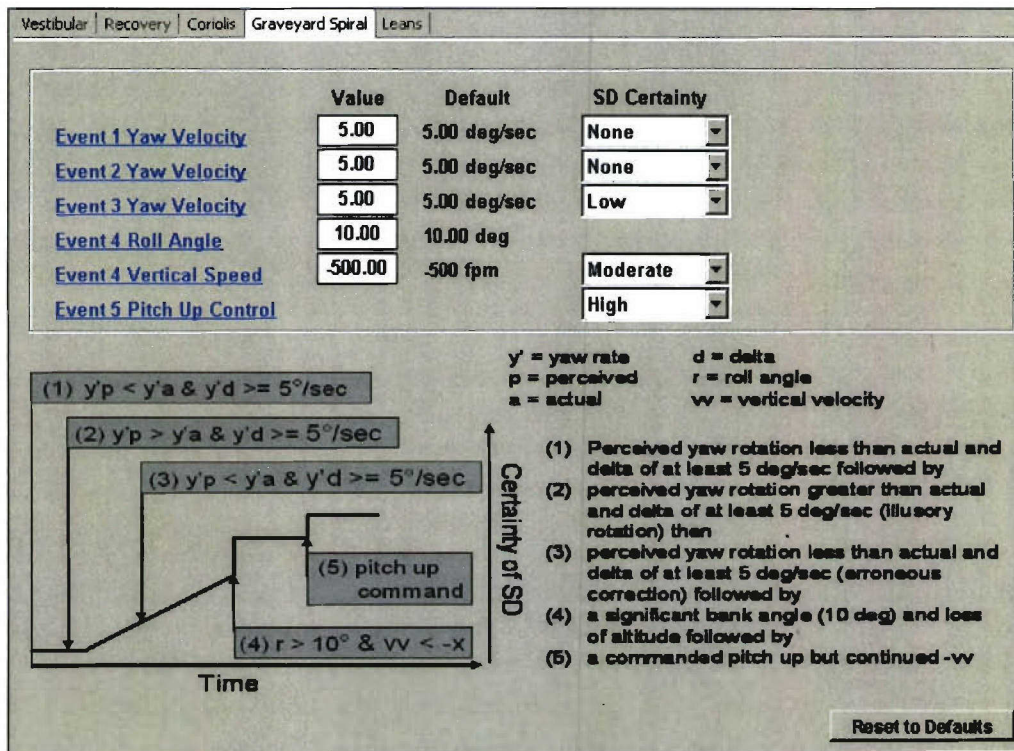 Vestibular Recovery Coriolis Graveyard Spiral Leans
Value Default SD Certainty
Event 1 Yaw Velocity 5.00 5.00 deg/sec None
Event 2 Yaw Velocity 5.00 5.00 deg/sec None
Event 3 Yaw Velocity 5.00 5.00 deg/sec Low
Event 4 Roll Angle 10.00 10.00 deg
Event 4 Vertical Speed -500.00 -500 fpm Moderate
Event 5 Pitch Up Control High
(1) y'p < y'a & y'd >= 5°/sec
(2) y'p > y'a & y'd >= 5°/sec
(3) y'p < y'a & y'd >= 5°/sec
(5) pitch up
command
(4) r > 10° & vv < -x
Time
Certainty of SD
y' = yaw rate d = delta
p = perceived r = roll angle
a = actual vv = vertical velocity
(1) Perceived yaw rotation less than actual and
delta of at least 5 deg/sec followed by
(2) perceived yaw rotation greater than actual
and delta of at least 5 deg/sec (illusory
rotation) then
(3) perceived yaw rotation less than actual and
delta of at least 5 deg/sec (erroneous
correction) followed by
(4) a significant bank angle (10 deg) and loss
of altitude followed by
(5) a commanded pitch up but continued -vv
Reset to Defaults